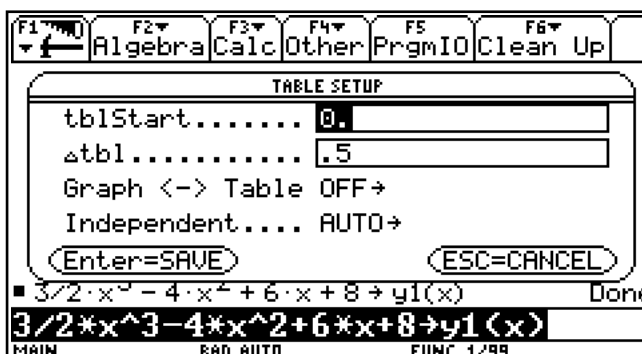 F1 F2 F3 F4 F5 F6
Algebra Calc Other PrgmIO Clean Up
TABLE SETUP
tblStart....... 0.
△tbl........... .5
Graph <-> Table OFF→
Independent.... AUTO→
Enter=SAVE ESC=CANCEL
■ 3/2·x³ - 4·x² + 6·x + 8 → y1(x) Done
3/2*x^3-4*x^2+6*x+8→y1(x)
MAIN RAD AUTO FUNC 1/99